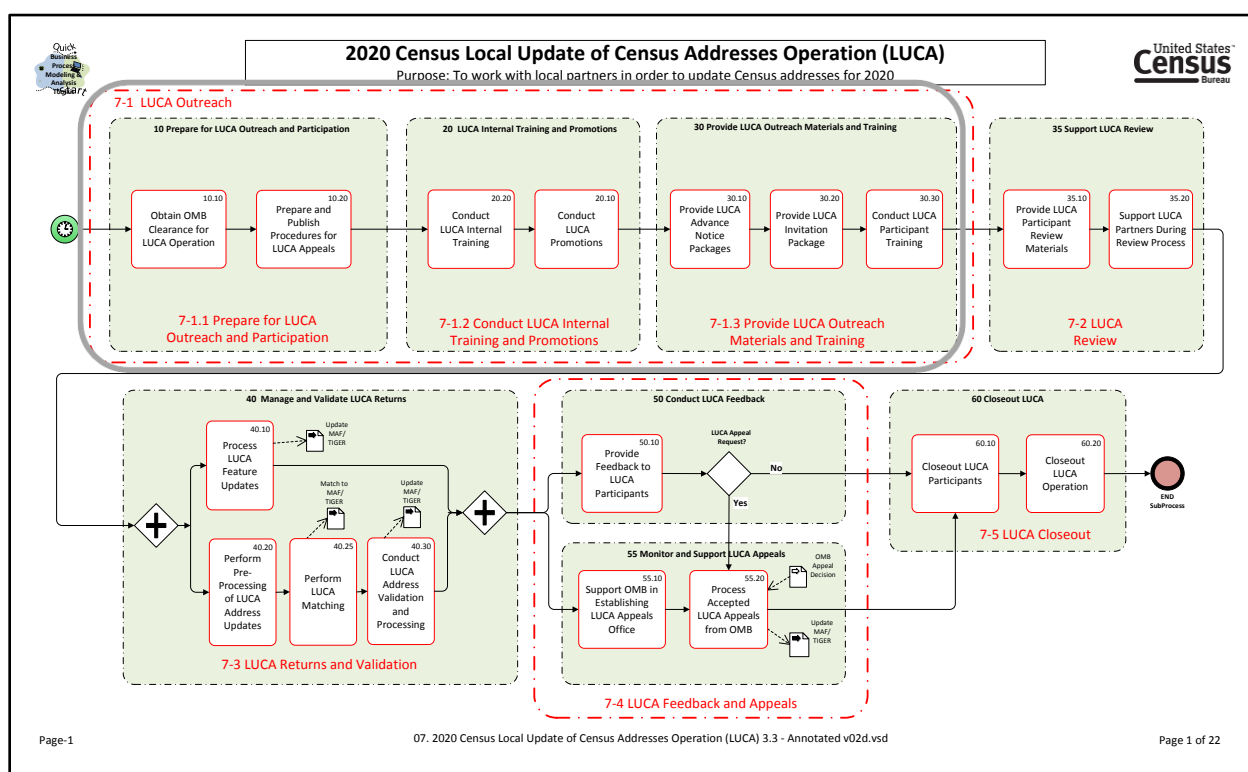 Quick
Business
Process
Modeling &
Analysis
Start
2020 Census Local Update of Census Addresses Operation (LUCA)
Purpose: To work with local partners in order to update Census addresses for 2020
United States™
Census
Bureau
7-1 LUCA Outreach
10 Prepare for LUCA Outreach and Participation
10.10
Obtain OMB
Clearance for
LUCA Operation
10.20
Prepare and
Publish
Procedures for
LUCA Appeals
7-1.1 Prepare for LUCA
Outreach and Participation
20 LUCA Internal Training and Promotions
20.20
Conduct
LUCA Internal
Training
20.10
Conduct
LUCA
Promotions
7-1.2 Conduct LUCA Internal
Training and Promotions
30 Provide LUCA Outreach Materials and Training
30.10
Provide LUCA
Advance
Notice
Packages
30.20
Provide LUCA
Invitation
Package
30.30
Conduct LUCA
Participant
Training
7-1.3 Provide LUCA Outreach
Materials and Training
35 Support LUCA Review
35.10
Provide LUCA
Participant
Review
Materials
35.20
Support LUCA
Partners During
Review Process
7-2 LUCA
Review
40 Manage and Validate LUCA Returns
40.10
Process
LUCA
Feature
Updates
Update
MAF/
TIGER
40.20
Perform
Pre-
Processing
of LUCA
Address
Updates
Match to
MAF/
TIGER
40.25
Perform
LUCA
Matching
Update
MAF/
TIGER
40.30
Conduct
LUCA
Address
Validation
and
Processing
7-3 LUCA Returns and Validation
50 Conduct LUCA Feedback
50.10
Provide
Feedback to
LUCA
Participants
LUCA Appeal
Request?
No
Yes
55 Monitor and Support LUCA Appeals
55.10
Support OMB in
Establishing
LUCA Appeals
Office
55.20
Process
Accepted
LUCA Appeals
from OMB
OMB
Appeal
Decision
Update
MAF/
TIGER
7-4 LUCA Feedback and Appeals
60 Closeout LUCA
60.10
Closeout LUCA
Participants
60.20
Closeout
LUCA
Operation
7-5 LUCA Closeout
END
SubProcess
Page-1
07. 2020 Census Local Update of Census Addresses Operation (LUCA) 3.3 - Annotated v02d.vsd
Page 1 of 22